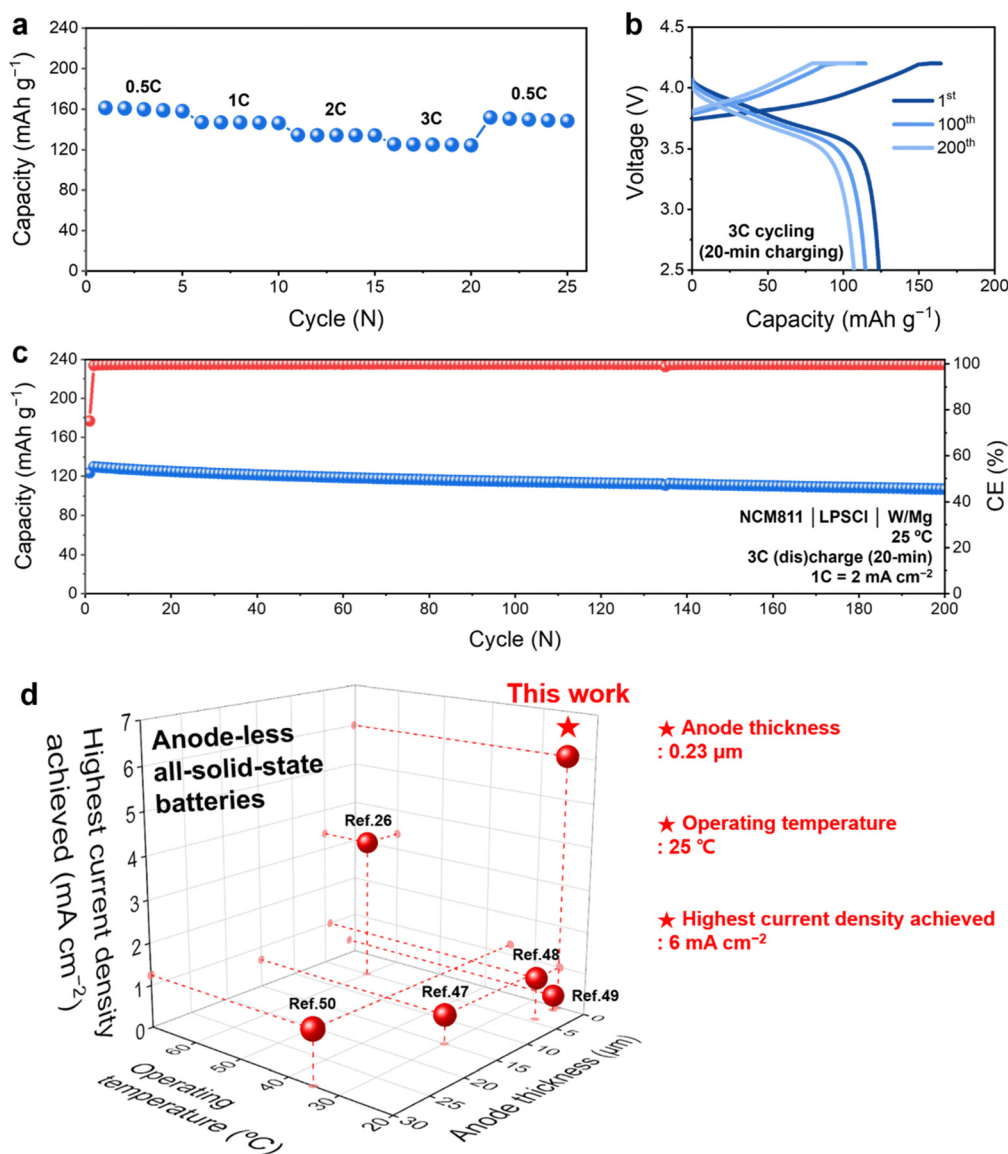 a
240
200
160
120
80
40
0
Capacity (mAh g⁻¹)
0.5C
1C
2C
3C
0.5C
0
5
10
15
20
25
Cycle (N)
b
4.5
4.0
3.5
3.0
2.5
Voltage (V)
1st
100th
200th
3C cycling
(20-min charging)
0
50
100
150
200
Capacity (mAh g⁻¹)
c
240
200
160
120
80
40
0
Capacity (mAh g⁻¹)
100
80
60
40
20
0
CE (%)
NCM811 │LPSCl │ W/Mg
25 ºC
3C (dis)charge (20-min)
1C = 2 mA cm⁻²
0
20
40
60
80
100
120
140
160
180
200
Cycle (N)
d
This work
7
6
5
4
3
2
1
0
Highest current density
achieved (mA cm⁻²)
Anode-less
all-solid-state
batteries
Ref.26
Ref.48
Ref.49
Ref.47
Ref.50
60
50
40
30
20
Operating
temperature (ºC)
0
5
10
15
20
25
30
Anode thickness (μm)
★ Anode thickness
: 0.23 μm
★ Operating temperature
: 25 ℃
★ Highest current density achieved
: 6 mA cm⁻²